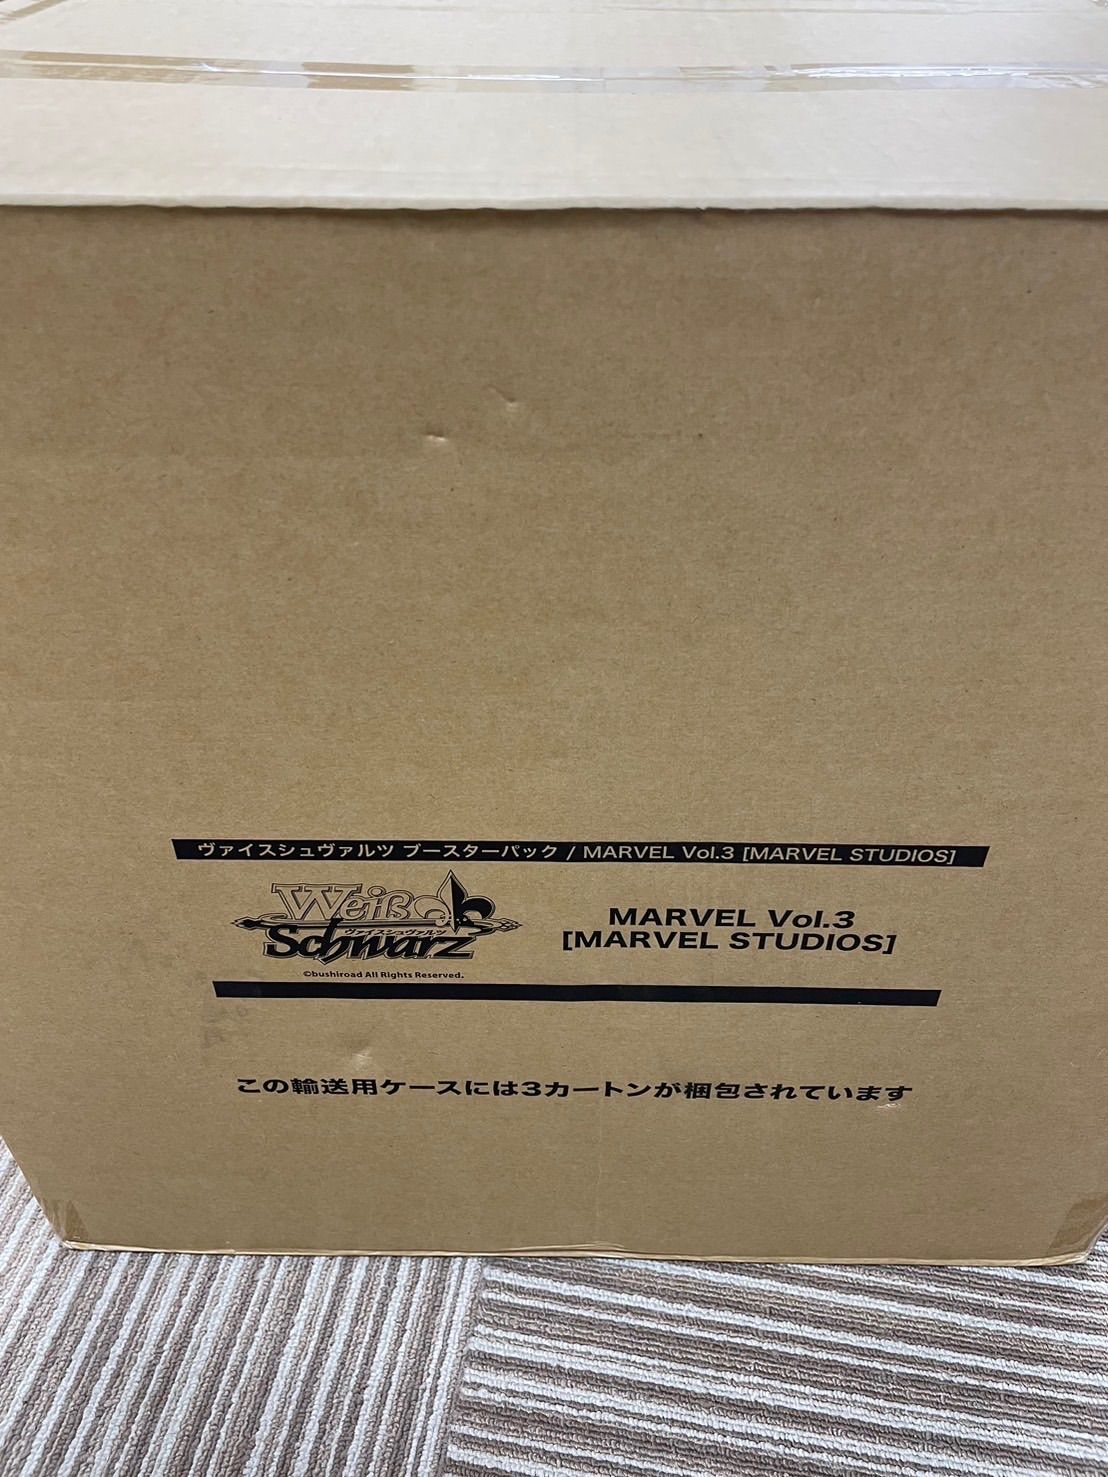 ヴァイスシュヴァルツ ブースターパック / MARVEL Vol.3 [MARVEL STUDIOS]
Weiß
ヴァイスシュヴァルツ
Schwarz
©bushiroad All Rights Reserved.
MARVEL Vol.3
[MARVEL STUDIOS]
この輸送用ケースには3カートンが梱包されています